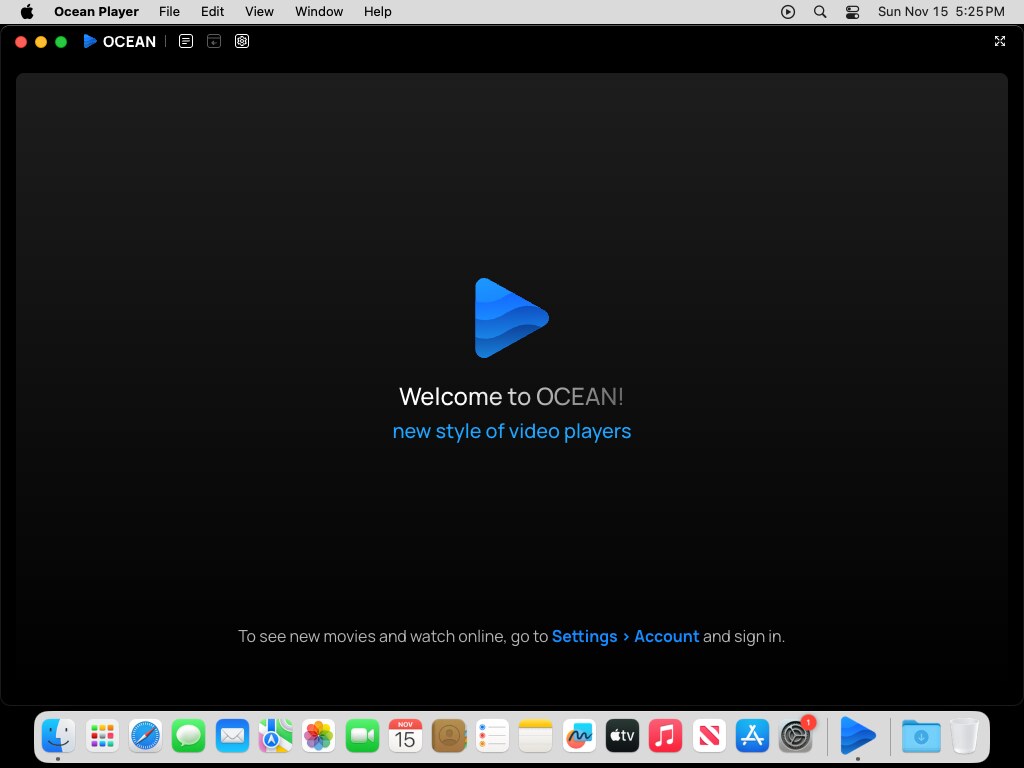 Ocean Player File Edit View Window Help Sun Nov 15 5:25 PM
OCEAN
Welcome to OCEAN!
new style of video players
To see new movies and watch online, go to Settings > Account and sign in.
NOV
15
tv
1